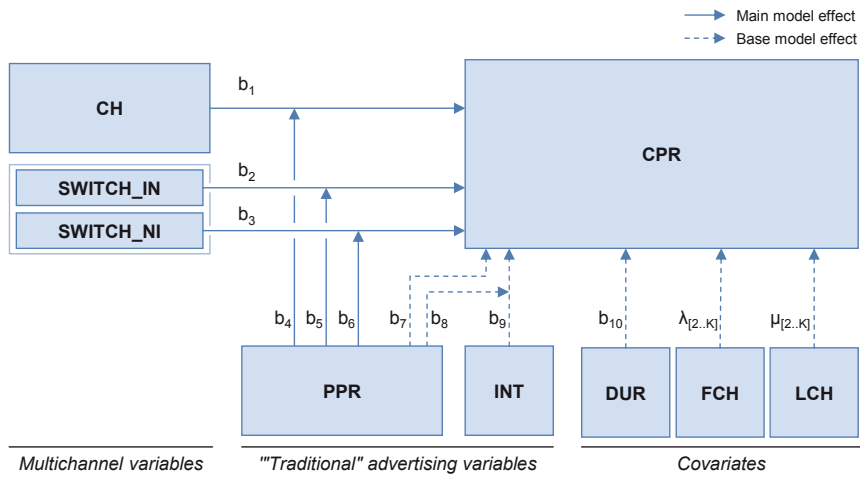 Main model effect
Base model effect
CH
b1
CPR
SWITCH_IN
b2
SWITCH_NI
b3
b4
b5
b6
b7
b8
b9
b10
λ[2..K]
μ[2..K]
PPR
INT
DUR
FCH
LCH
Multichannel variables
'"Traditional" advertising variables
Covariates